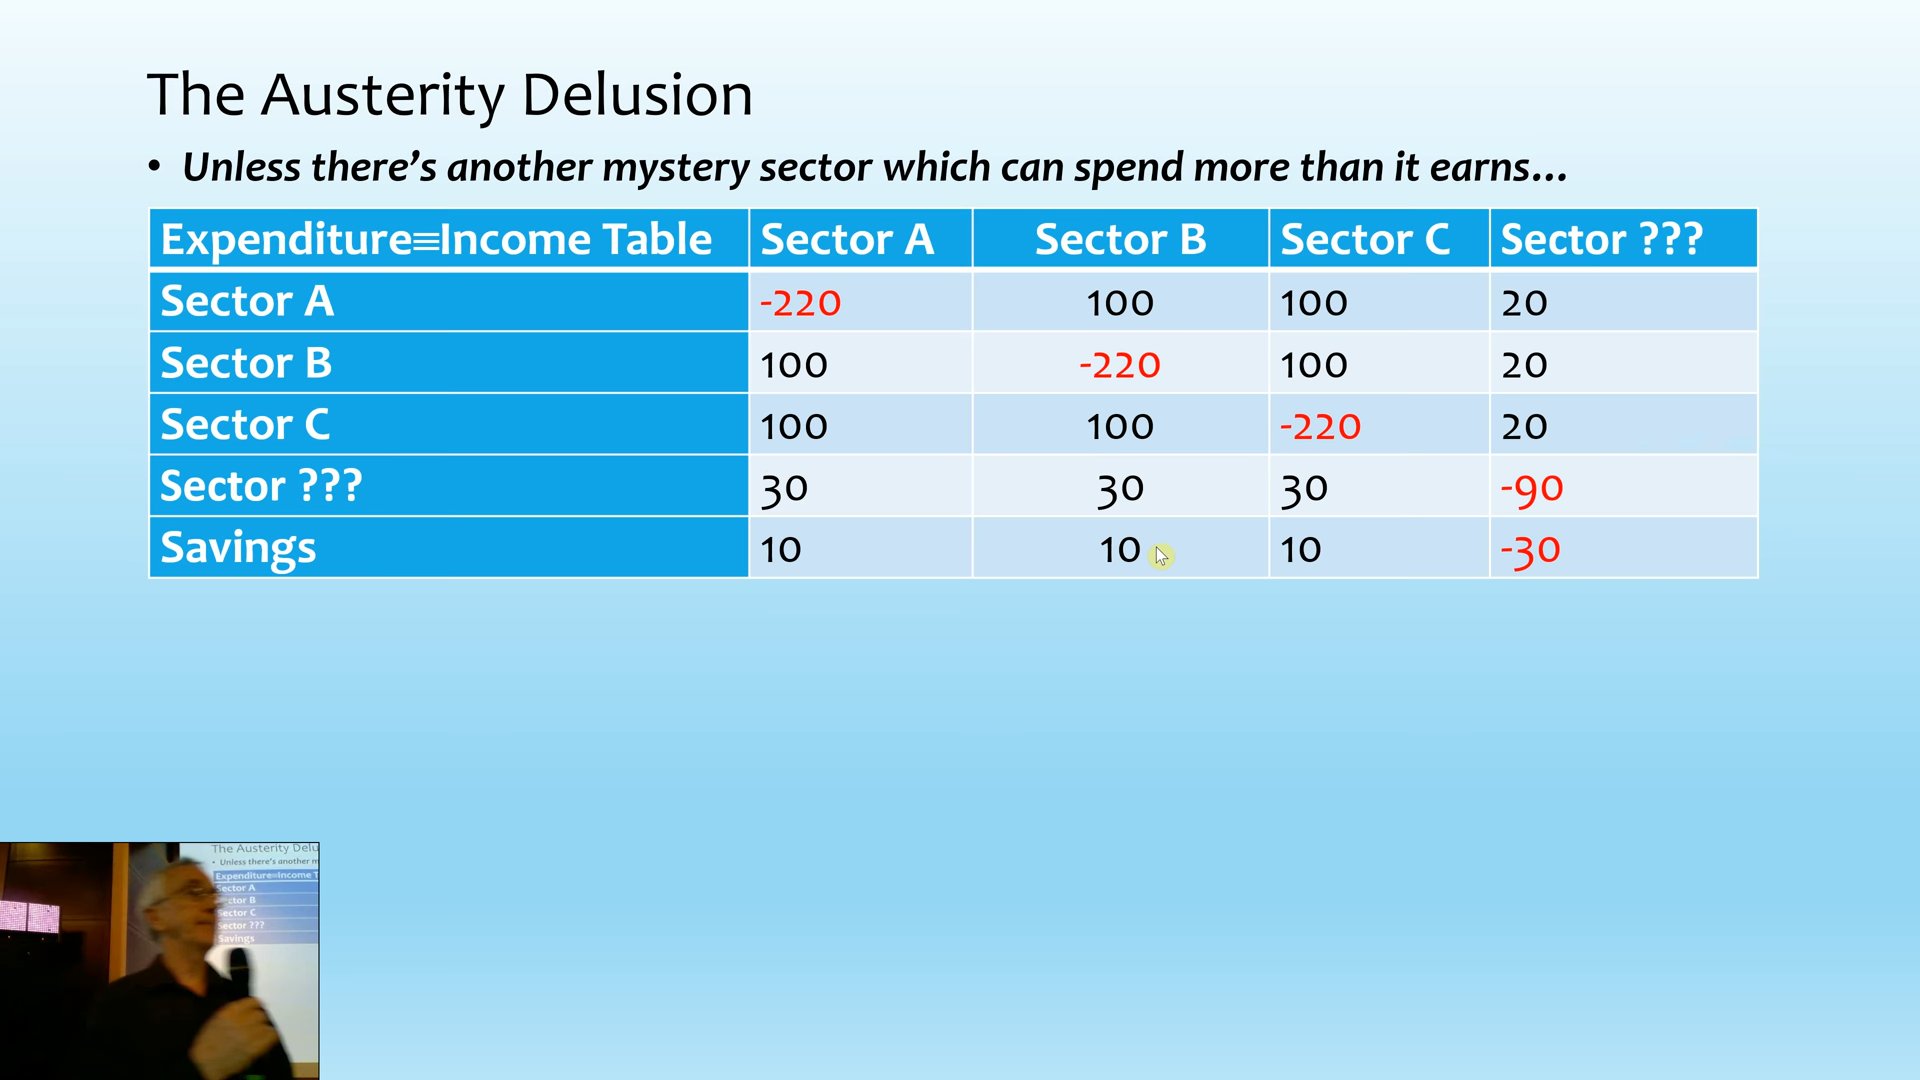 The Austerity Delusion
• Unless there's another mystery sector which can spend more than it earns...
Expenditure≡Income Table Sector A Sector B Sector C Sector ???
Sector A -220 100 100 20
Sector B 100 -220 100 20
Sector C 100 100 -220 20
Sector ??? 30 30 30 -90
Savings 10 10 10 -30
The Austerity Delu
• Unless there's another m
Expenditure≡Income T
Sector A
ctor B
Sector C
Sector ???
Savings